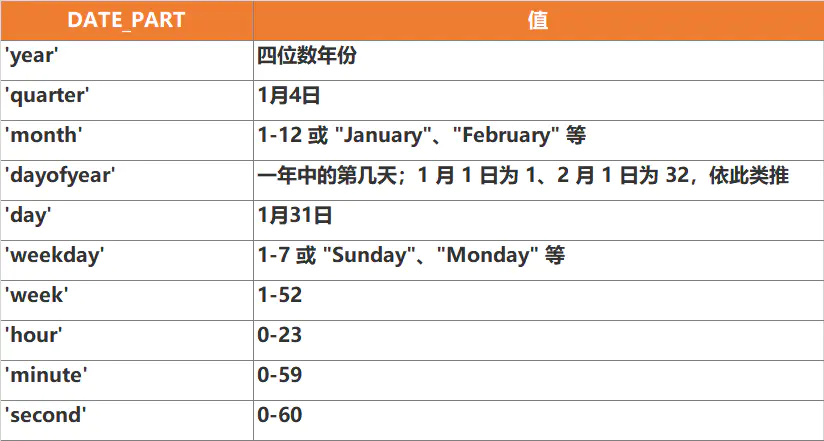 DATE_PART 值
'year' 四位数年份
'quarter' 1月4日
'month' 1-12 或 "January"、"February" 等
'dayofyear' 一年中的第几天；1 月 1 日为 1、2 月 1 日为 32，依此类推
'day' 1月31日
'weekday' 1-7 或 "Sunday"、"Monday" 等
'week' 1-52
'hour' 0-23
'minute' 0-59
'second' 0-60